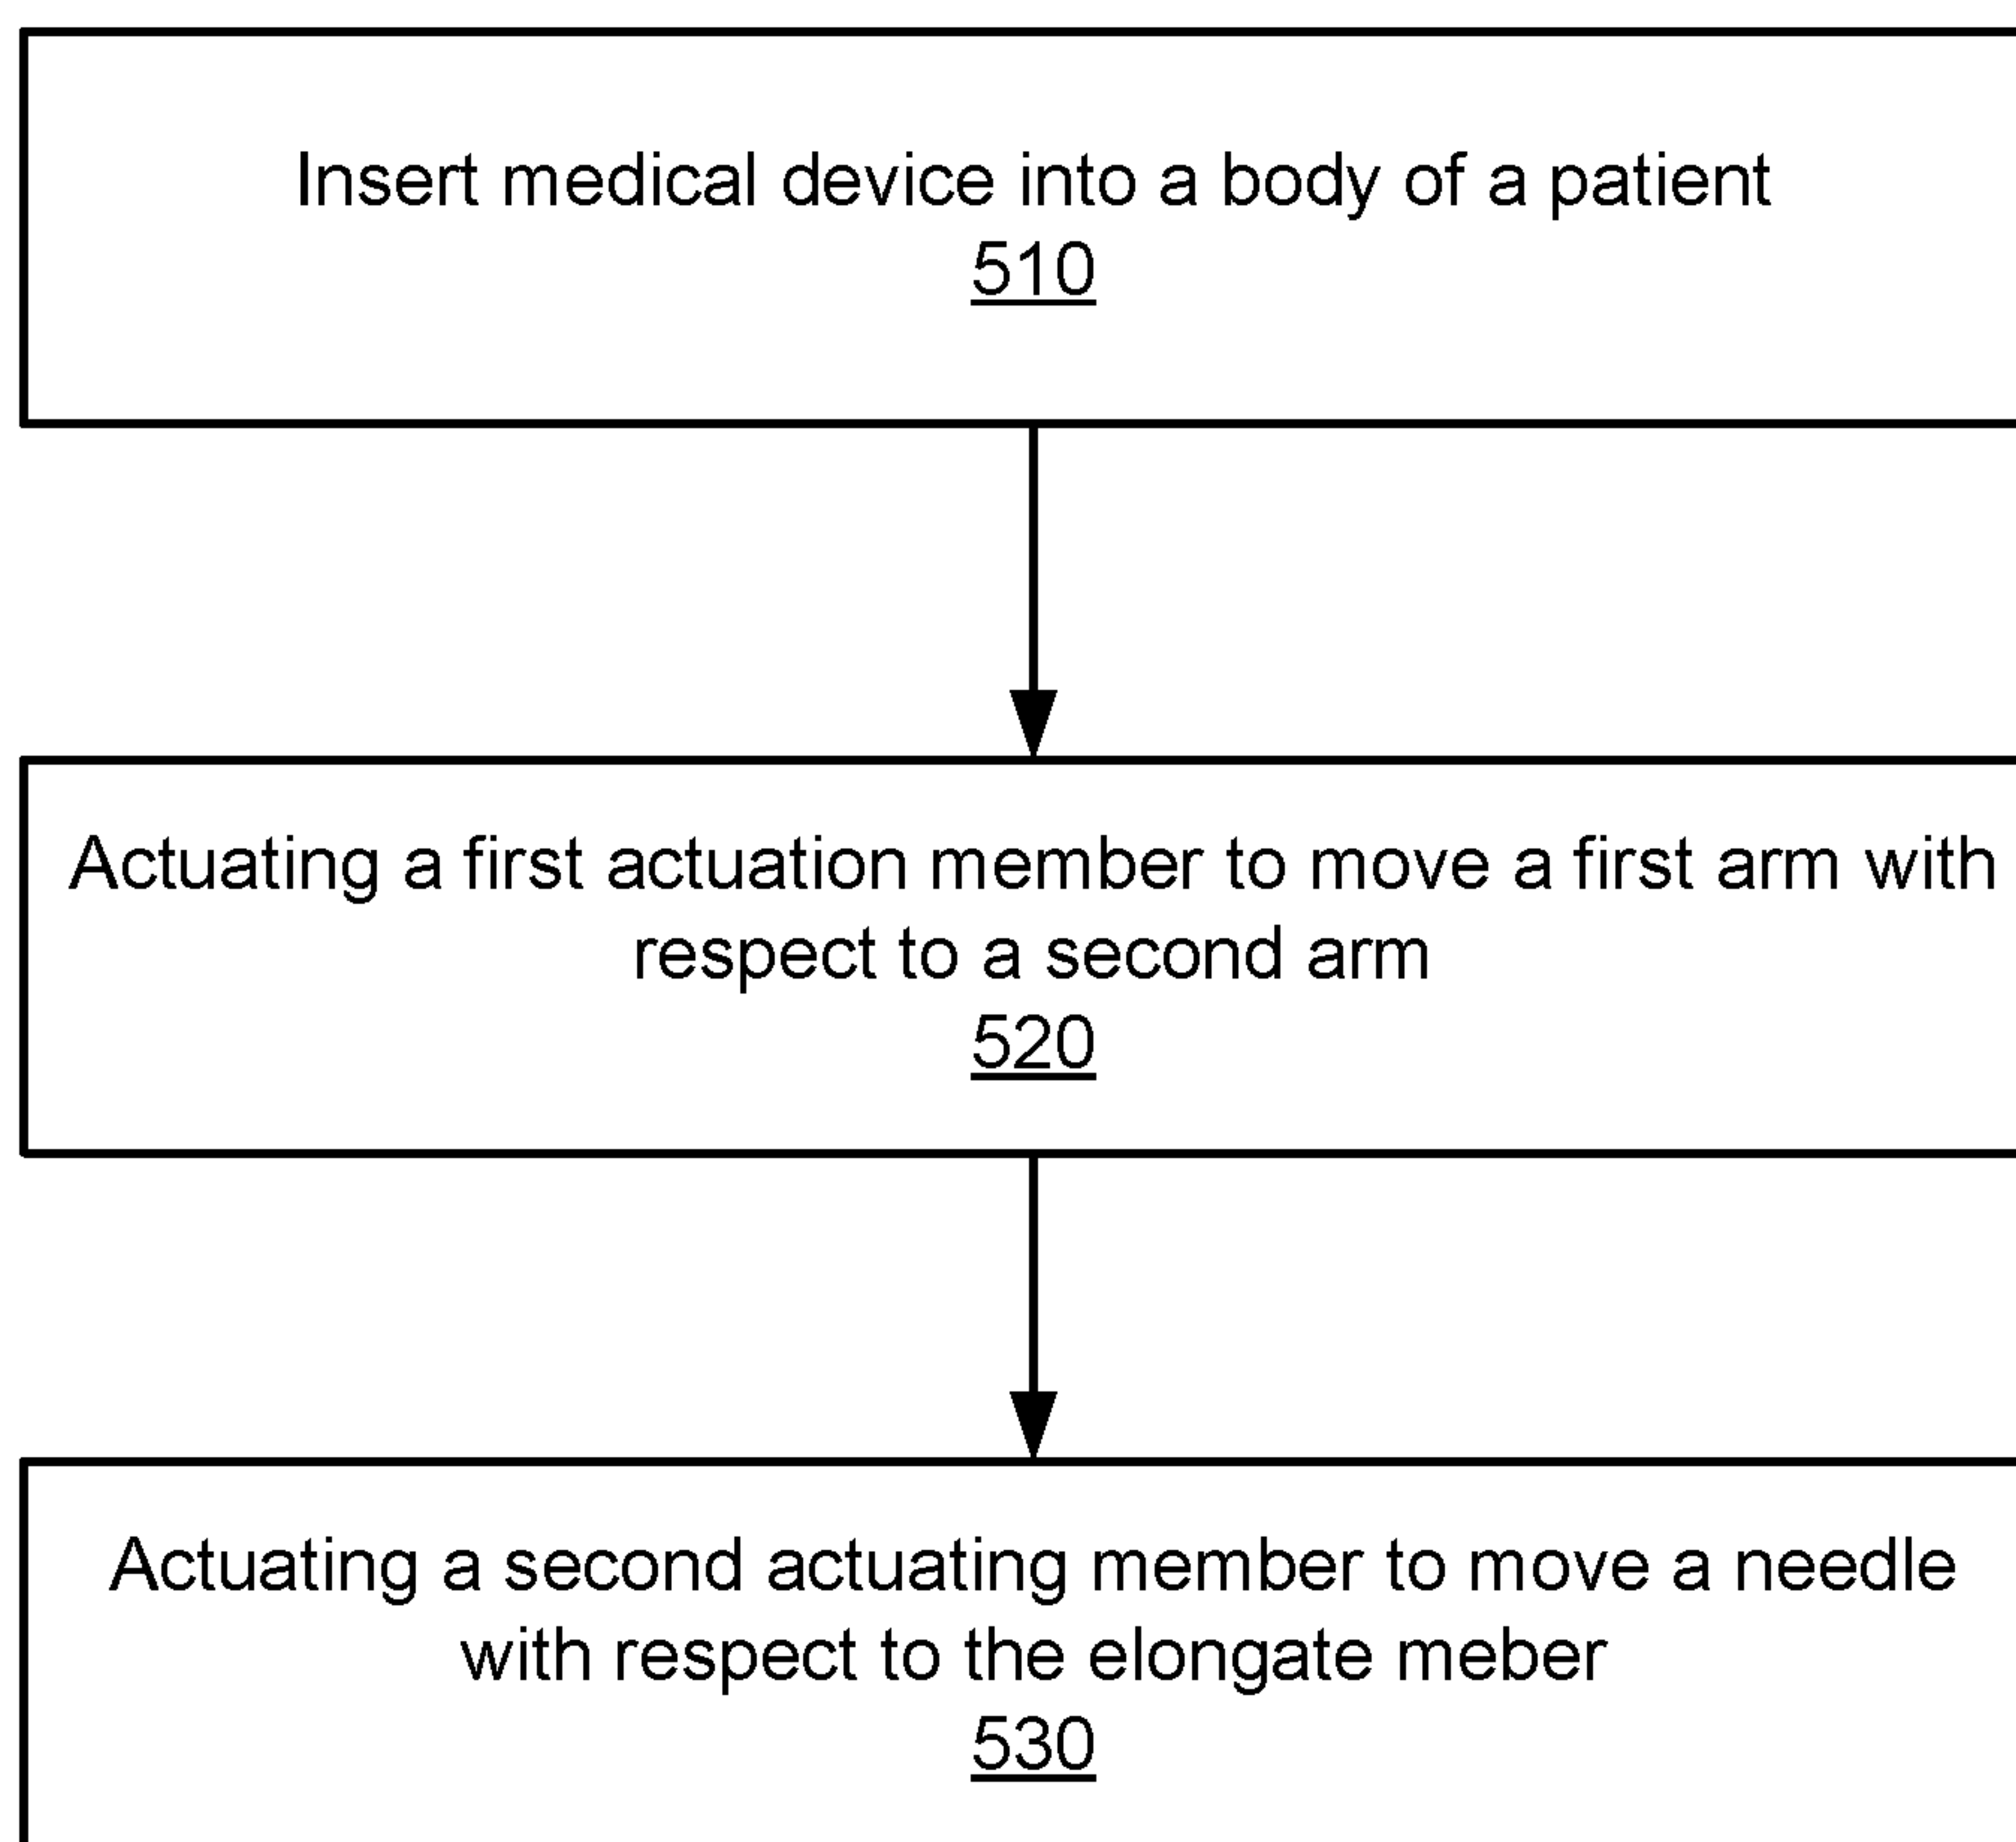 Insert medical device into a body of a patient
510
Actuating a first actuation member to move a first arm with
respect to a second arm
520
Actuating a second actuating member to move a needle
with respect to the elongate meber
530